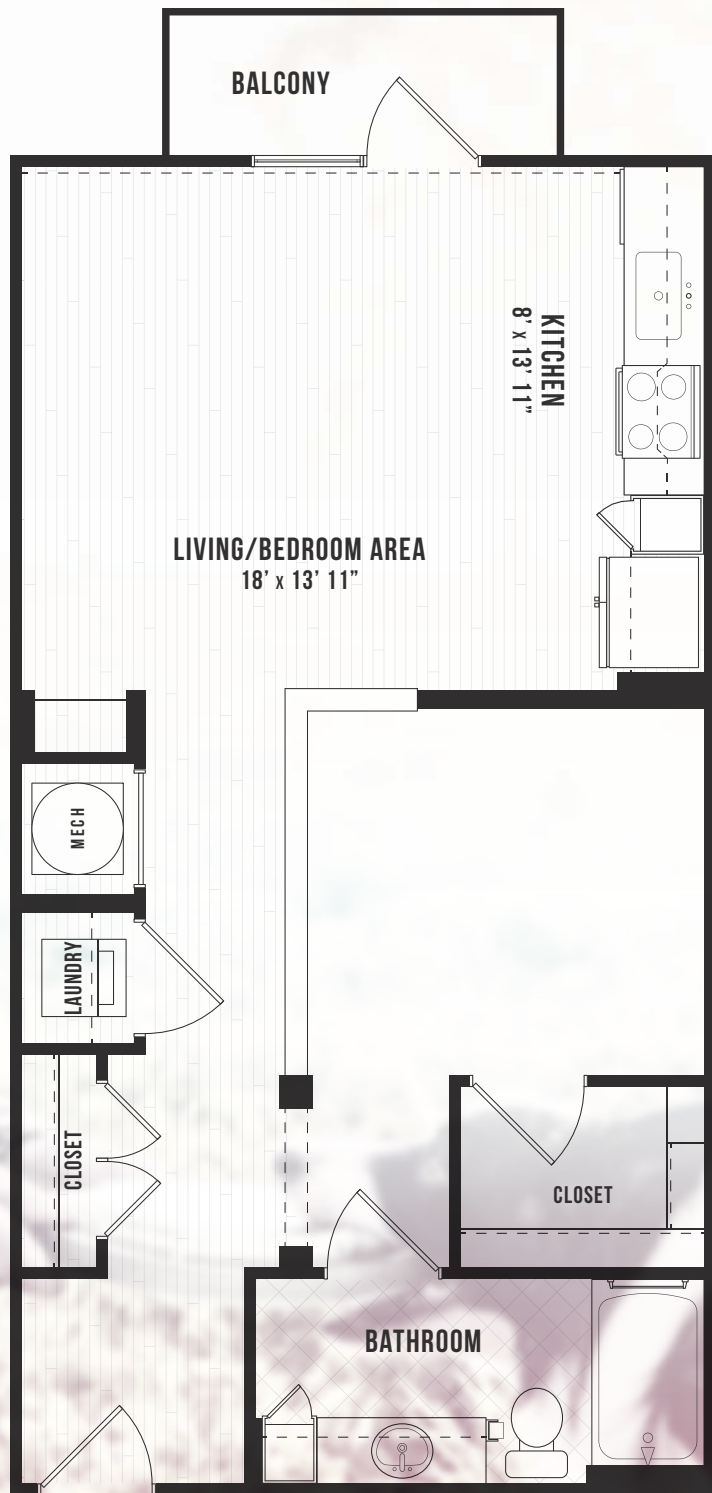 BALCONY
KITCHEN
8’ x 13’ 11”
LIVING/BEDROOM AREA
18’ x 13’ 11”
MECH
LAUNDRY
CLOSET
CLOSET
BATHROOM